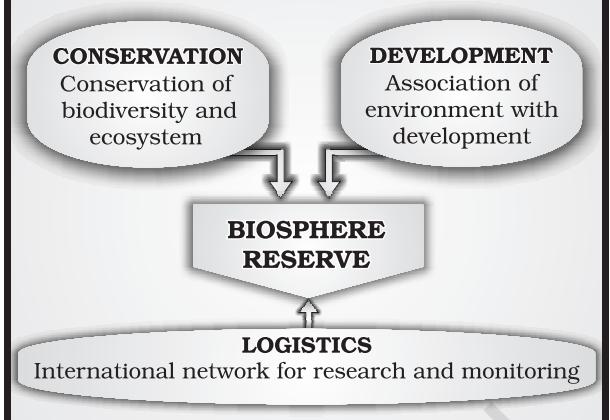 CONSERVATION
Conservation of
biodiversity and
ecosystem
DEVELOPMENT
Association of
environment with
development
BIOSPHERE
RESERVE
LOGISTICS
International network for research and monitoring